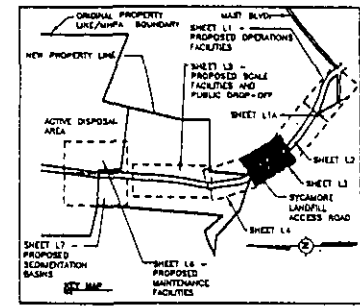 ORIGINAL PROPERTY
LINE/MHPA BOUNDARY
MAST BLVD
SHEET L1 -
PROPOSED OPERATIONS
FACILITIES
NEW PROPERTY LINE
SHEET L5 -
PROPOSED SCALE
FACILITIES AND
PUBLIC DROP-OFF
SHEET L1A
ACTIVE DISPOSAL
AREA
SHEET L2
SHEET L3
SYCAMORE
LANDFILL
ACCESS ROAD
SHEET L4
SHEET L7 -
PROPOSED
SEDIMENTATION
BASINS
SHEET L6 -
PROPOSED
MAINTENANCE
FACILITIES
KEY MAP